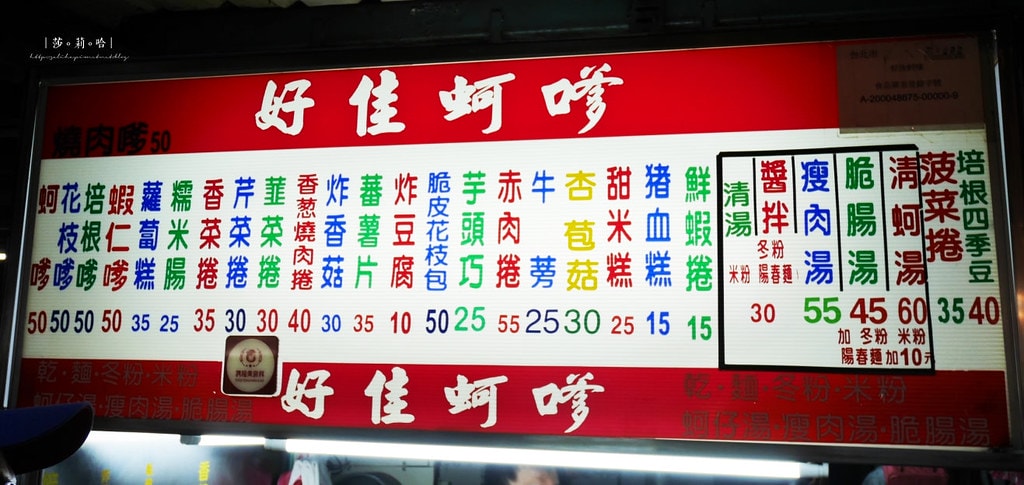 |莎。莉。哈|
好佳蚵嗲
A-200048675-00000-9
燒肉嗲50
蚵嗲 50
花枝嗲 50
培根嗲 50
蝦仁嗲 50
蘿蔔糕 35
糯米腸 25
香菜捲 35
芹菜捲 30
韮菜捲 30
香葱燒肉捲 40
炸香菇 30
蕃薯片 35
炸豆腐 10
脆皮花枝包 50
芋頭巧 25
赤肉捲 55
牛蒡 25
杏苞菇 30
甜米糕 25
豬血糕 15
鮮蝦捲 15
清湯 醬拌 米粉 冬粉 陽春麵 30
瘦肉湯 55
脆腸湯 45
清蚵湯 60
加 冬粉 米粉
陽春麵加10元
菠菜捲 35
培根四季豆 40
好佳蚵嗲
乾·麵·冬粉·米粉
蚵仔湯·瘦肉湯·脆腸湯
乾·麵·冬粉·米粉
蚵仔湯·瘦肉湯·脆腸湯